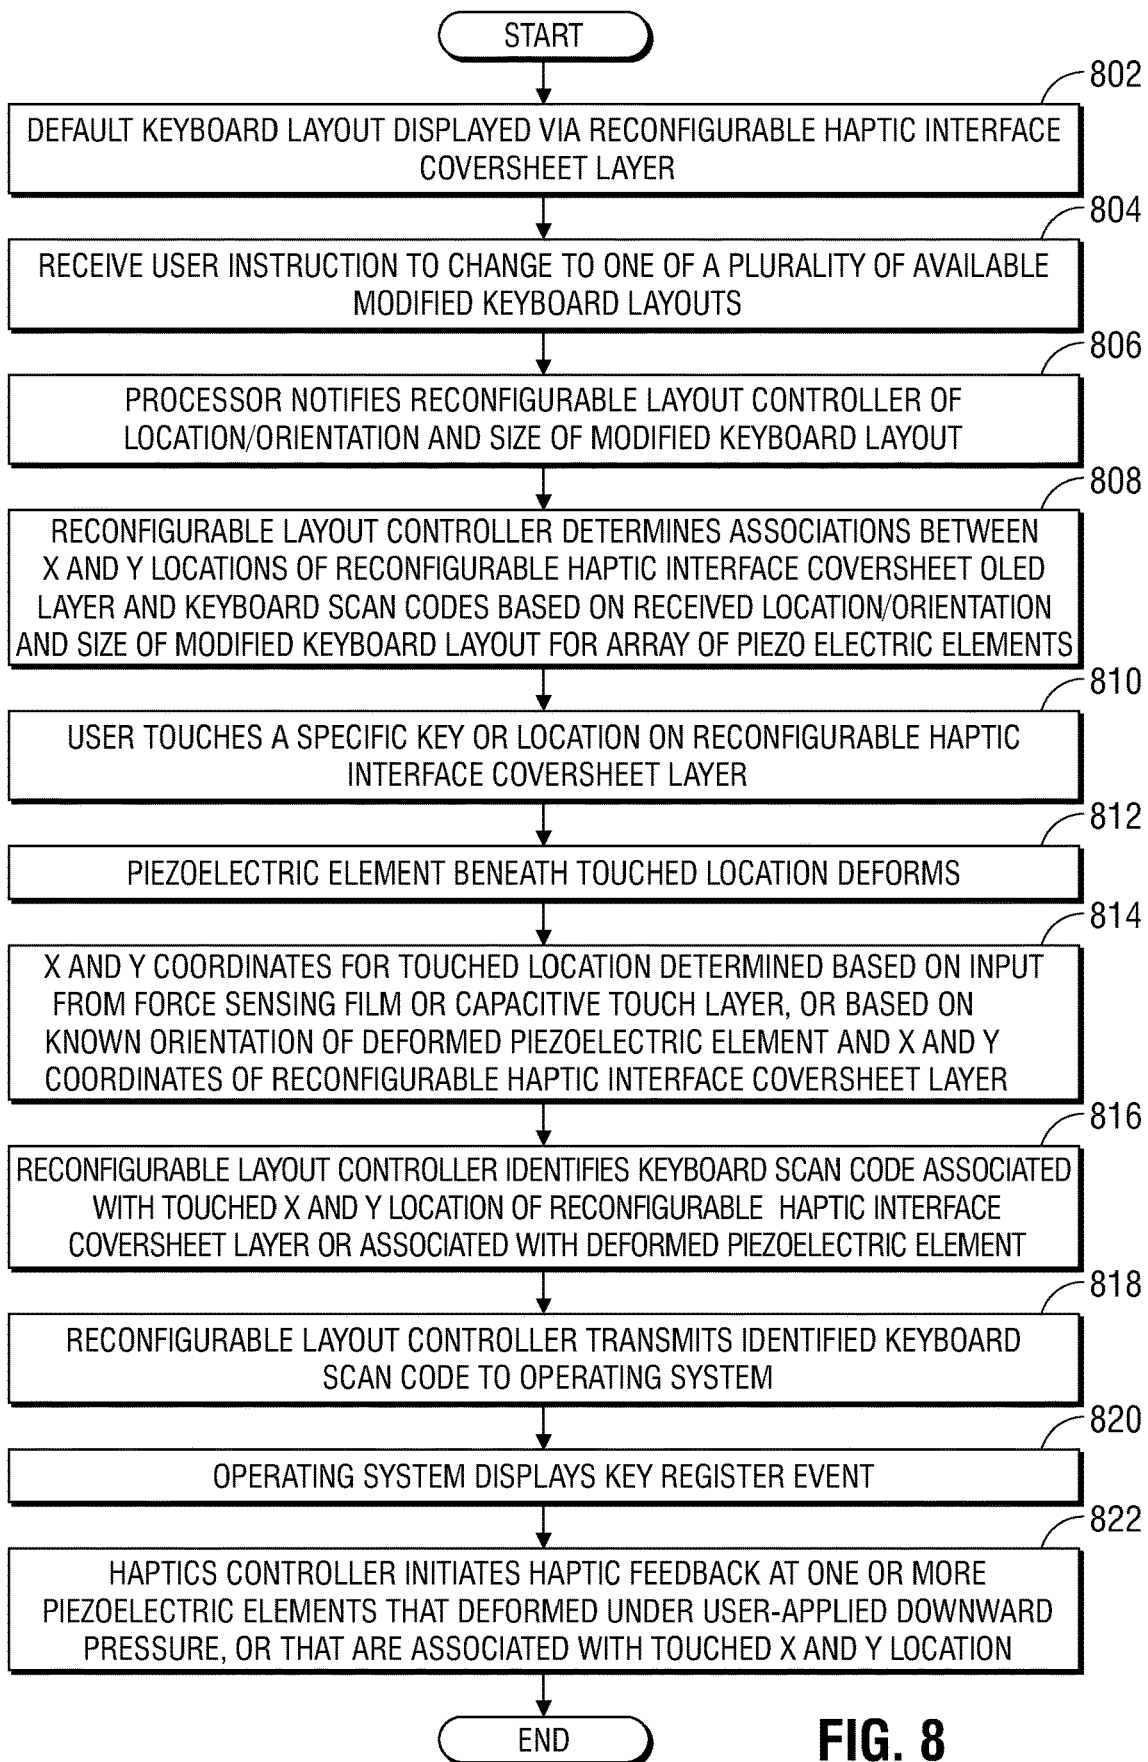 START
802
DEFAULT KEYBOARD LAYOUT DISPLAYED VIA RECONFIGURABLE HAPTIC INTERFACE
COVERSHEET LAYER
804
RECEIVE USER INSTRUCTION TO CHANGE TO ONE OF A PLURALITY OF AVAILABLE
MODIFIED KEYBOARD LAYOUTS
806
PROCESSOR NOTIFIES RECONFIGURABLE LAYOUT CONTROLLER OF
LOCATION/ORIENTATION AND SIZE OF MODIFIED KEYBOARD LAYOUT
808
RECONFIGURABLE LAYOUT CONTROLLER DETERMINES ASSOCIATIONS BETWEEN
X AND Y LOCATIONS OF RECONFIGURABLE HAPTIC INTERFACE COVERSHEET OLED
LAYER AND KEYBOARD SCAN CODES BASED ON RECEIVED LOCATION/ORIENTATION
AND SIZE OF MODIFIED KEYBOARD LAYOUT FOR ARRAY OF PIEZO ELECTRIC ELEMENTS
810
USER TOUCHES A SPECIFIC KEY OR LOCATION ON RECONFIGURABLE HAPTIC
INTERFACE COVERSHEET LAYER
812
PIEZOELECTRIC ELEMENT BENEATH TOUCHED LOCATION DEFORMS
814
X AND Y COORDINATES FOR TOUCHED LOCATION DETERMINED BASED ON INPUT
FROM FORCE SENSING FILM OR CAPACITIVE TOUCH LAYER, OR BASED ON
KNOWN ORIENTATION OF DEFORMED PIEZOELECTRIC ELEMENT AND X AND Y
COORDINATES OF RECONFIGURABLE HAPTIC INTERFACE COVERSHEET LAYER
816
RECONFIGURABLE LAYOUT CONTROLLER IDENTIFIES KEYBOARD SCAN CODE ASSOCIATED
WITH TOUCHED X AND Y LOCATION OF RECONFIGURABLE HAPTIC INTERFACE
COVERSHEET LAYER OR ASSOCIATED WITH DEFORMED PIEZOELECTRIC ELEMENT
818
RECONFIGURABLE LAYOUT CONTROLLER TRANSMITS IDENTIFIED KEYBOARD
SCAN CODE TO OPERATING SYSTEM
820
OPERATING SYSTEM DISPLAYS KEY REGISTER EVENT
822
HAPTICS CONTROLLER INITIATES HAPTIC FEEDBACK AT ONE OR MORE
PIEZOELECTRIC ELEMENTS THAT DEFORMED UNDER USER-APPLIED DOWNWARD
PRESSURE, OR THAT ARE ASSOCIATED WITH TOUCHED X AND Y LOCATION
END
FIG. 8